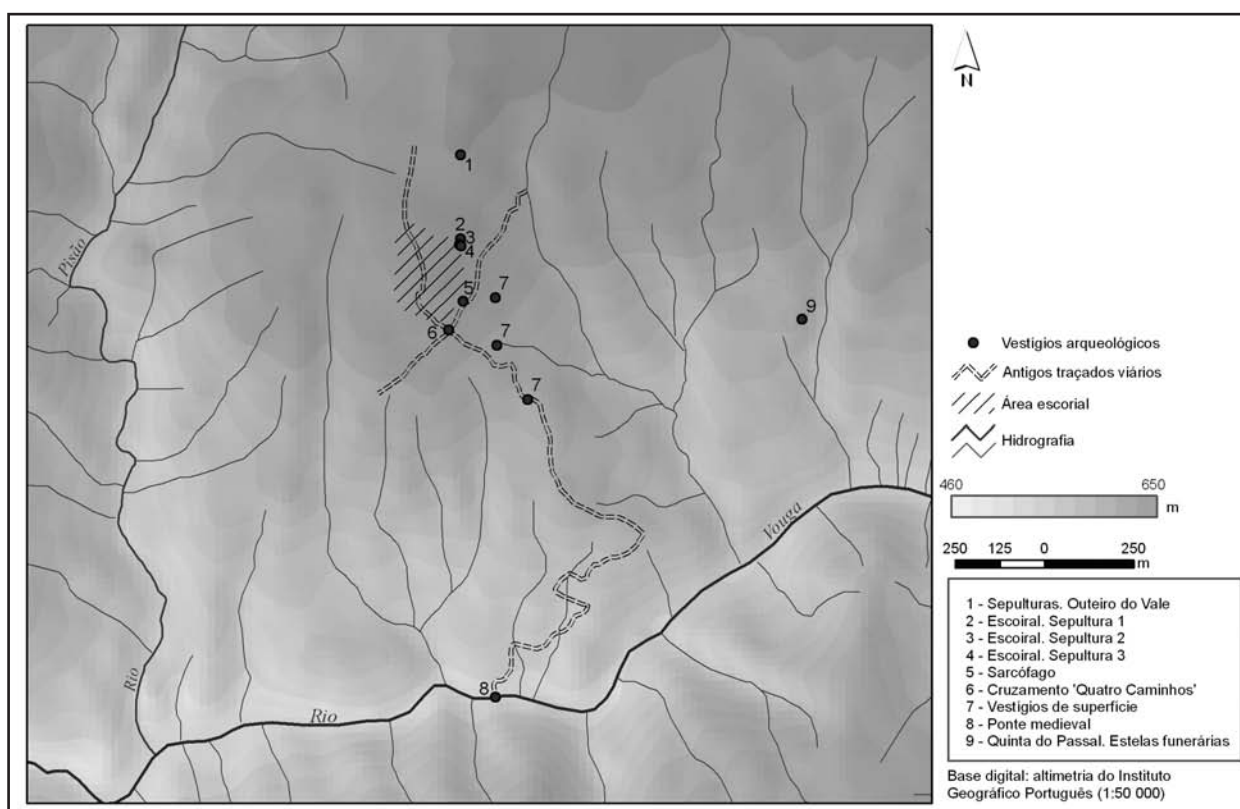 N
1
2
3
4
5
7
6
7
7
8
9
Pisão
Rio
Rio
Vouga
Vestígios arqueológicos
Antigos traçados viários
Área escorial
Hidrografia
460 650
m
250 125 0 250
m
1 - Sepulturas. Outeiro do Vale
2 - Escoiral. Sepultura 1
3 - Escoiral. Sepultura 2
4 - Escoiral. Sepultura 3
5 - Sarcófago
6 - Cruzamento 'Quatro Caminhos'
7 - Vestígios de superfície
8 - Ponte medieval
9 - Quinta do Passal. Estelas funerárias
Base digital: altimetria do Instituto
Geográfico Português (1:50 000)